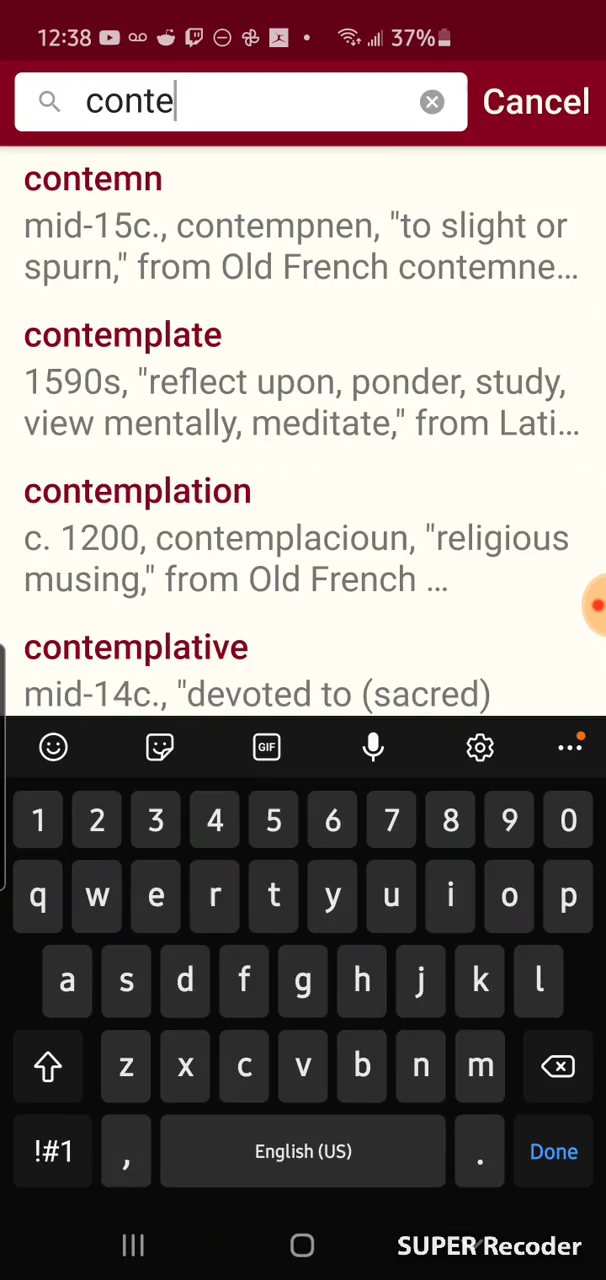 12:38 37%
conte Cancel
contemn
mid-15c., contempnen, "to slight or
spurn," from Old French contemne...
contemplate
1590s, "reflect upon, ponder, study,
view mentally, meditate," from Lati...
contemplation
c. 1200, contemplacioun, "religious
musing," from Old French ...
contemplative
mid-14c., "devoted to (sacred)
GIF
1 2 3 4 5 6 7 8 9 0
q w e r t y u i o p
a s d f g h j k l
z x c v b n m
!#1 , English (US) . Done
SUPER Recoder